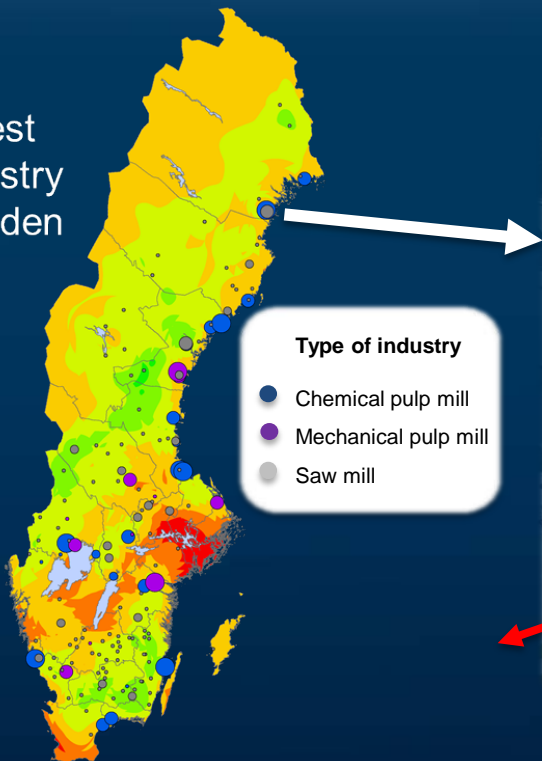 est
stry
den
Type of industry
Chemical pulp mill
Mechanical pulp mill
Saw mill